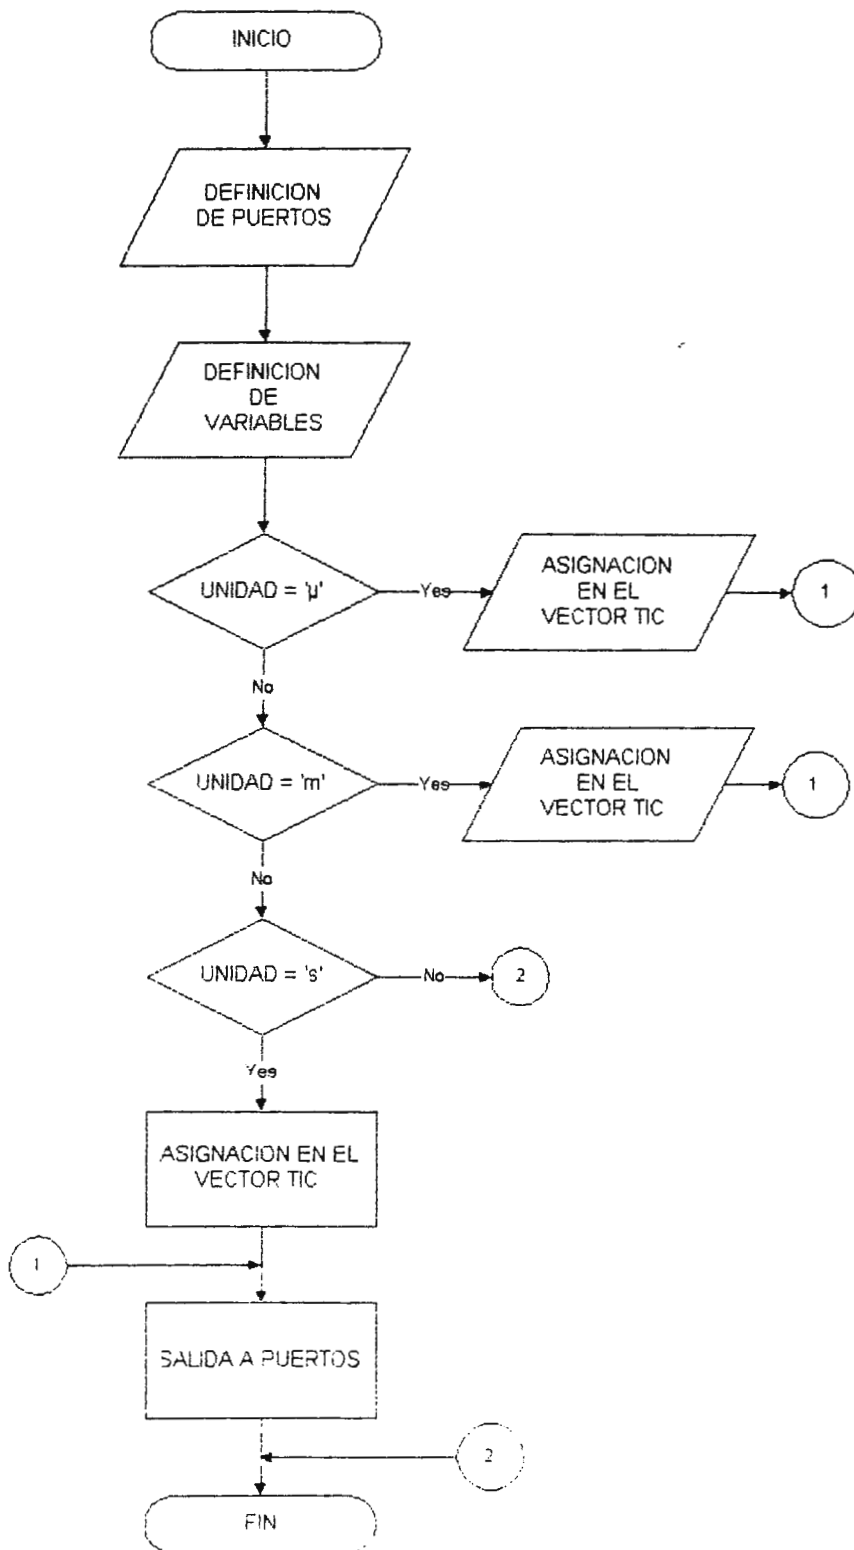 INICIO
DEFINICION
DE PUERTOS
DEFINICION
DE
VARIABLES
UNIDAD = 'µ'
Yes
ASIGNACION
EN EL
VECTOR TIC
1
No
UNIDAD = 'm'
Yes
ASIGNACION
EN EL
VECTOR TIC
1
No
UNIDAD = 's'
No
2
Yes
ASIGNACION EN EL
VECTOR TIC
1
SALIDA A PUERTOS
2
FIN